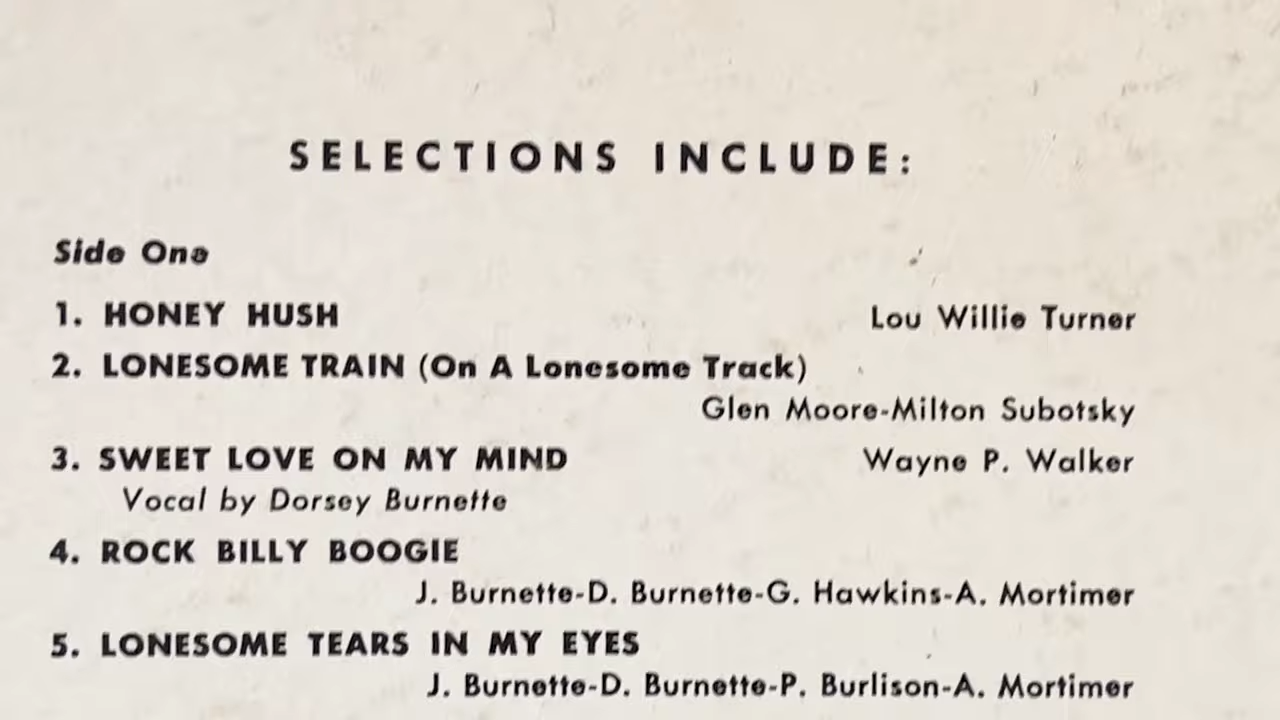 SELECTIONS INCLUDE:
Side One
1. HONEY HUSH Lou Willie Turner
2. LONESOME TRAIN (On A Lonesome Track)
Glen Moore-Milton Subotsky
3. SWEET LOVE ON MY MIND Wayne P. Walker
Vocal by Dorsey Burnette
4. ROCK BILLY BOOGIE
J. Burnette-D. Burnette-G. Hawkins-A. Mortimer
5. LONESOME TEARS IN MY EYES
J. Burnette-D. Burnette-P. Burlison-A. Mortimer